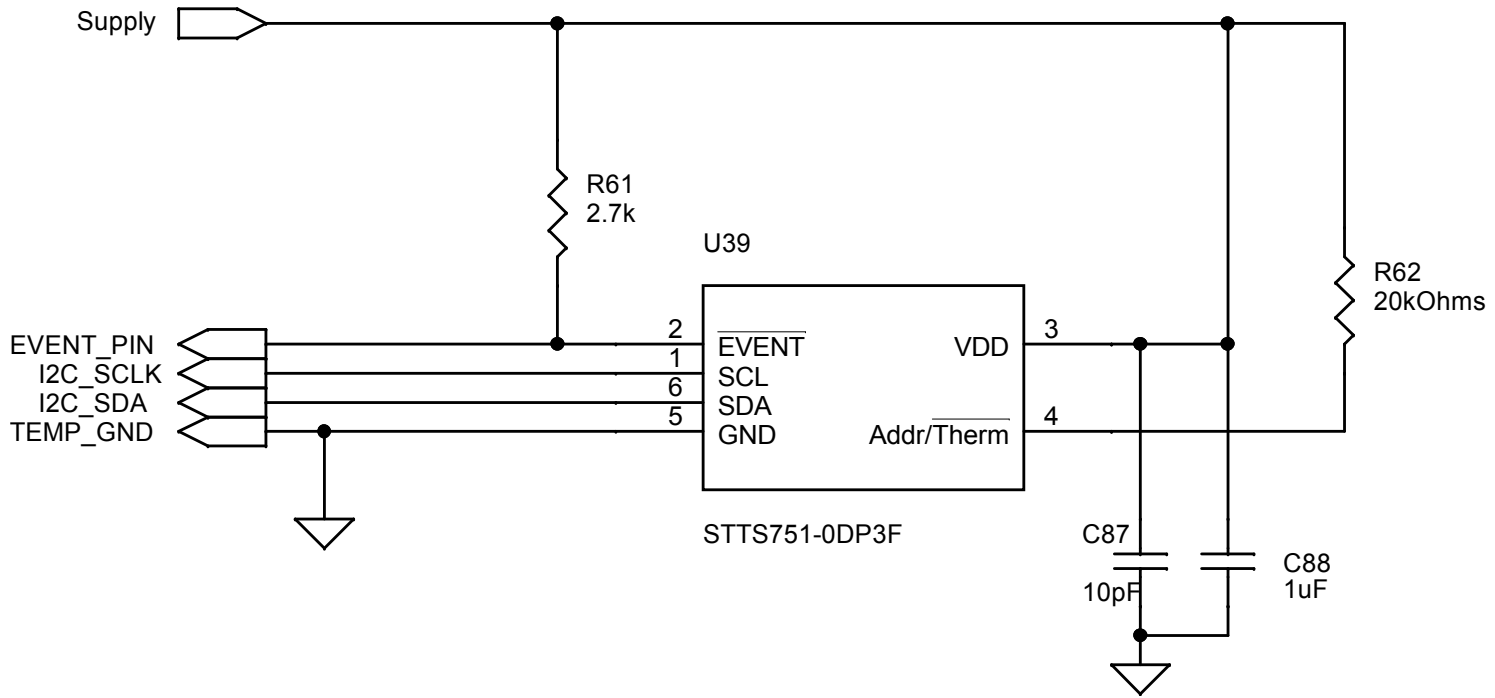 Supply
R61
2.7k
U39
R62
20kOhms
EVENT_PIN
I2C_SCLK
I2C_SDA
TEMP_GND
2
1
6
5
EVENT
SCL
SDA
GND
VDD
Addr/Therm
3
4
STTS751-0DP3F
C87
10pF
C88
1uF